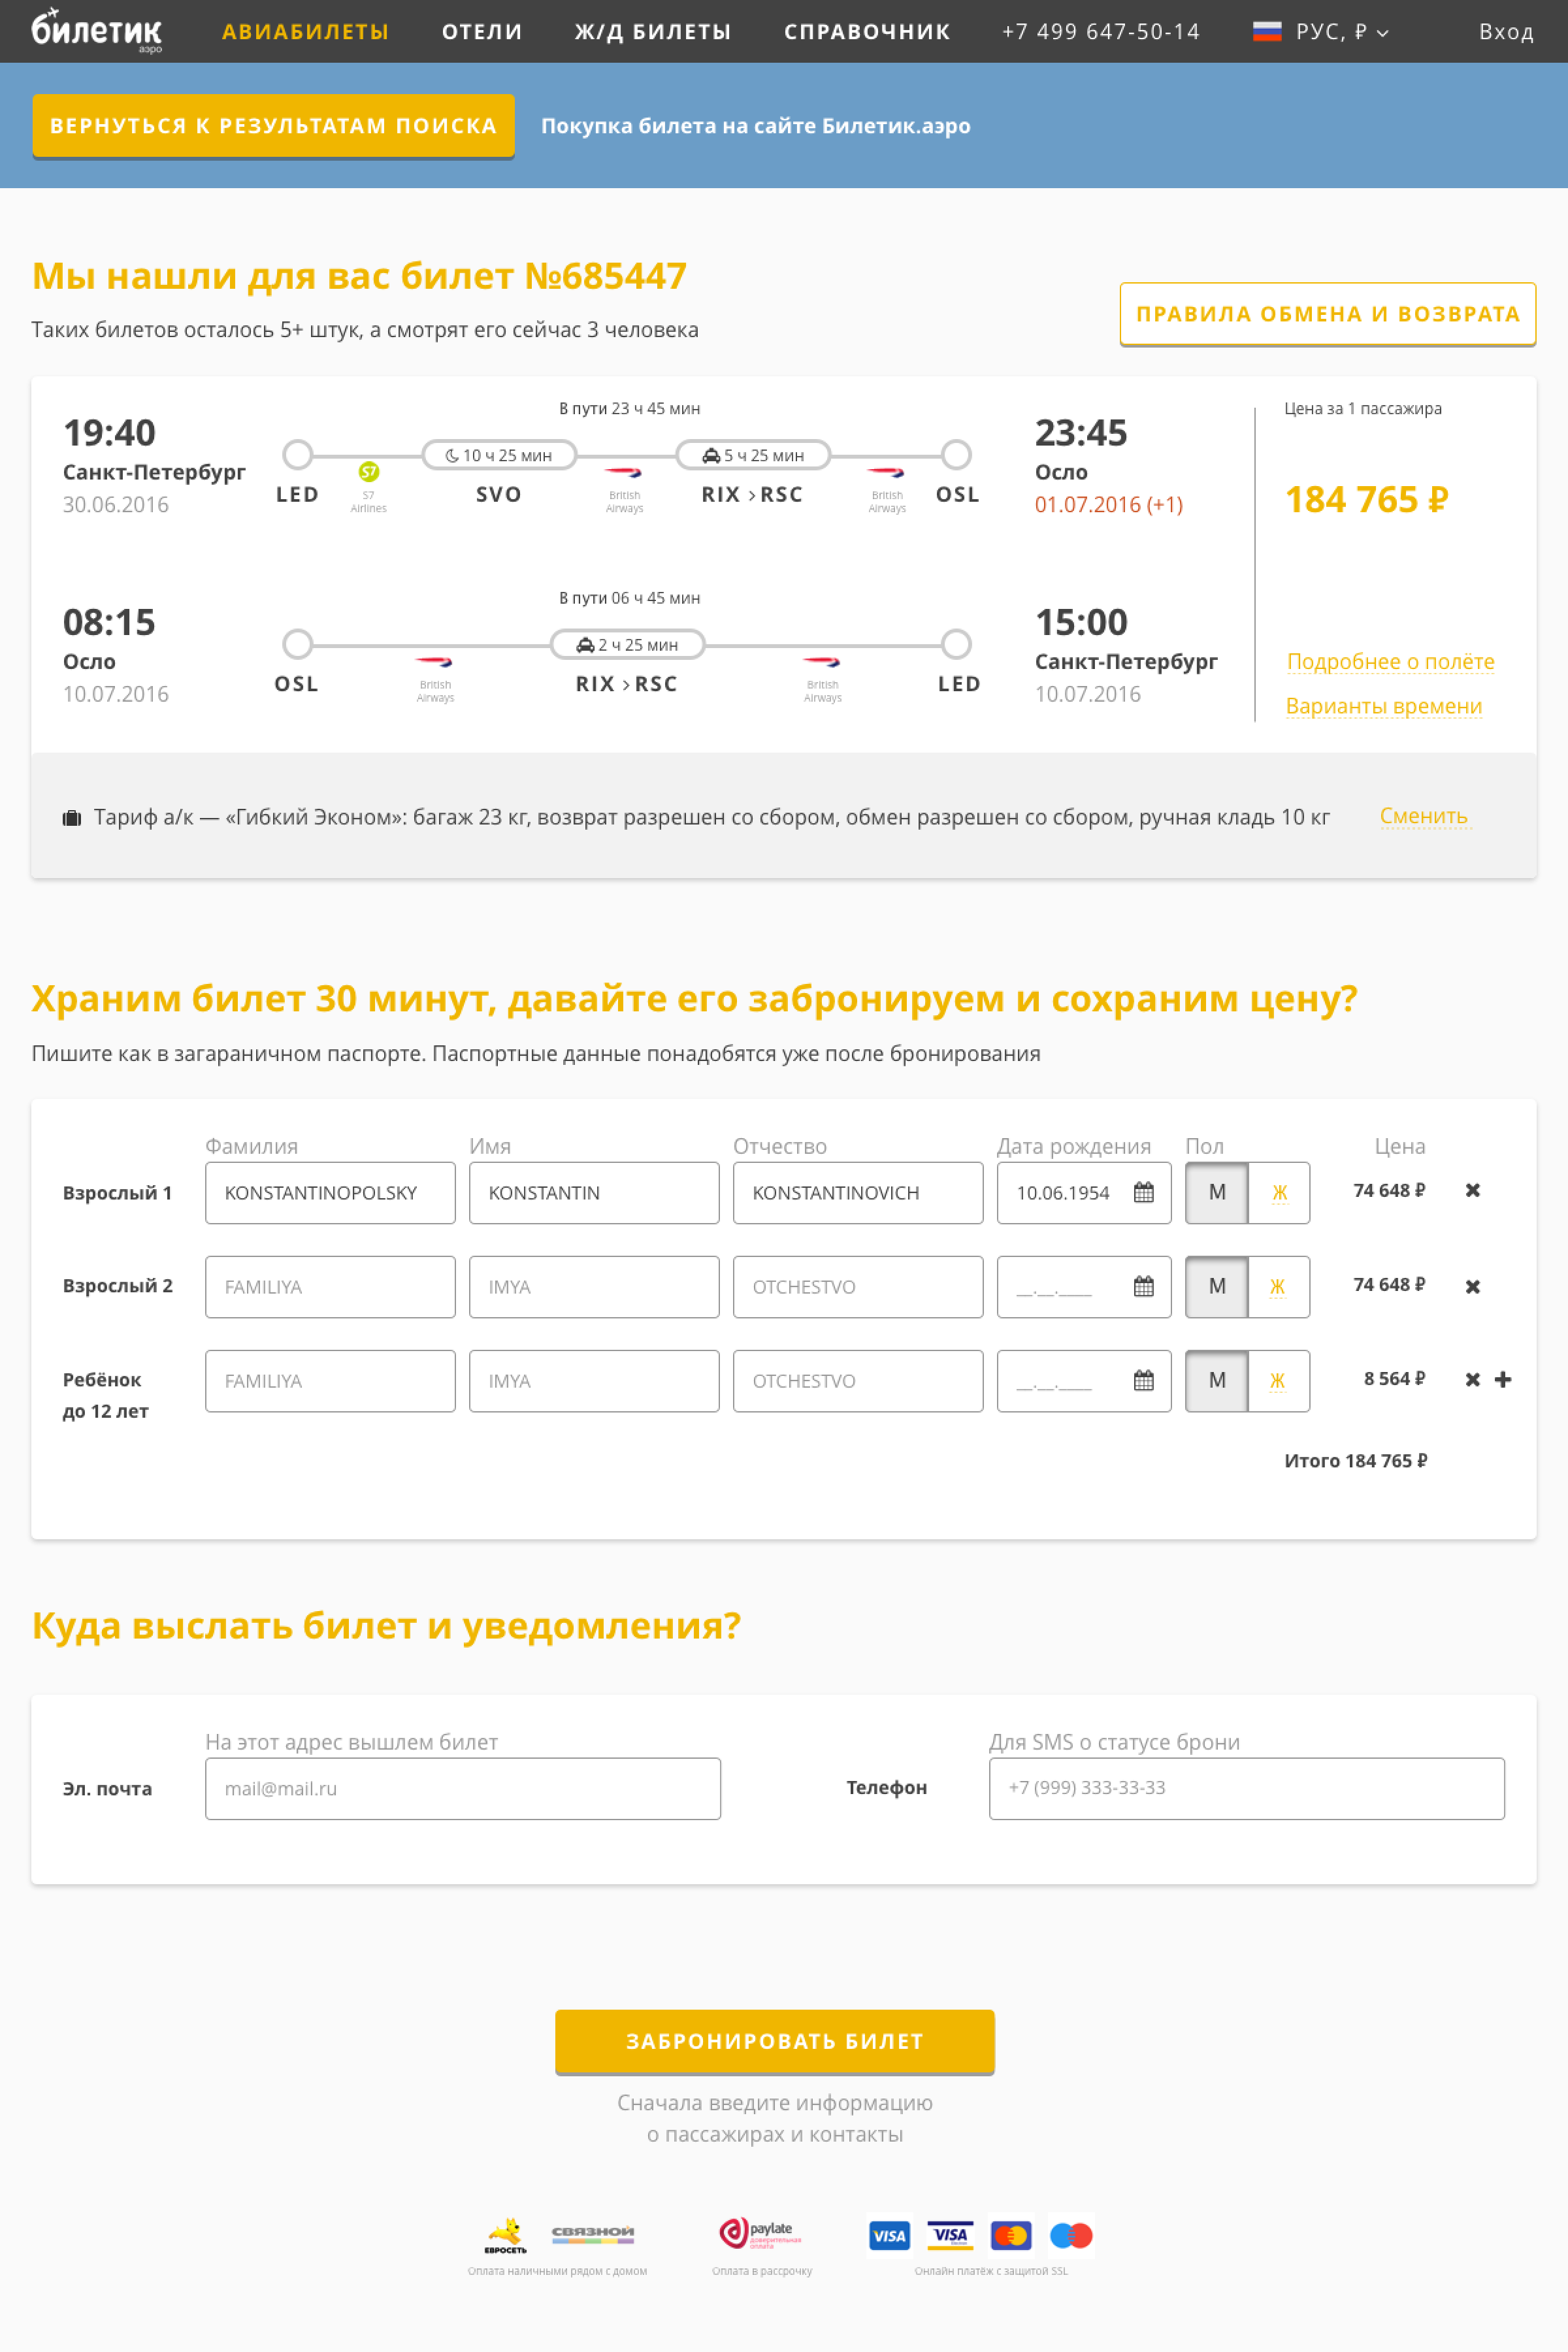 билетик
аэро
АВИАБИЛЕТЫ ОТЕЛИ Ж/Д БИЛЕТЫ СПРАВОЧНИК +7 499 647-50-14 РУС, ₽ Вход
ВЕРНУТЬСЯ К РЕЗУЛЬТАТАМ ПОИСКА Покупка билета на сайте Билетик.аэро
Мы нашли для вас билет №685447
Таких билетов осталось 5+ штук, а смотрят его сейчас 3 человека
ПРАВИЛА ОБМЕНА И ВОЗВРАТА
19:40
Санкт-Петербург
30.06.2016
В пути 23 ч 45 мин
10 ч 25 мин 5 ч 25 мин
LED S7 Airlines SVO British Airways RIX > RSC British Airways OSL
23:45
Осло
01.07.2016 (+1)
Цена за 1 пассажира
184 765 ₽
08:15
Осло
10.07.2016
В пути 06 ч 45 мин
2 ч 25 мин
OSL British Airways RIX > RSC British Airways LED
15:00
Санкт-Петербург
10.07.2016
Подробнее о полёте
Варианты времени
Тариф а/к — «Гибкий Эконом»: багаж 23 кг, возврат разрешен со сбором, обмен разрешен со сбором, ручная кладь 10 кг Сменить
Храним билет 30 минут, давайте его забронируем и сохраним цену?
Пишите как в загараничном паспорте. Паспортные данные понадобятся уже после бронирования
Фамилия Имя Отчество Дата рождения Пол Цена
Взрослый 1 KONSTANTINOPOLSKY KONSTANTIN KONSTANTINOVICH 10.06.1954 М Ж 74 648 ₽
Взрослый 2 FAMILIYA IMYA OTCHESTVO __.__.____ М Ж 74 648 ₽
Ребёнок
до 12 лет
FAMILIYA IMYA OTCHESTVO __.__.____ М Ж 8 564 ₽
Итого 184 765 ₽
Куда выслать билет и уведомления?
На этот адрес вышлем билет Для SMS о статусе брони
Эл. почта mail@mail.ru Телефон +7 (999) 333-33-33
ЗАБРОНИРОВАТЬ БИЛЕТ
Сначала введите информацию
о пассажирах и контакты
ЕВРОСЕТЬ СВЯЗНОЙ paylate доверительная оплата VISA VISA
Оплата наличными рядом с домом Оплата в рассрочку Онлайн платёж с защитой SSL